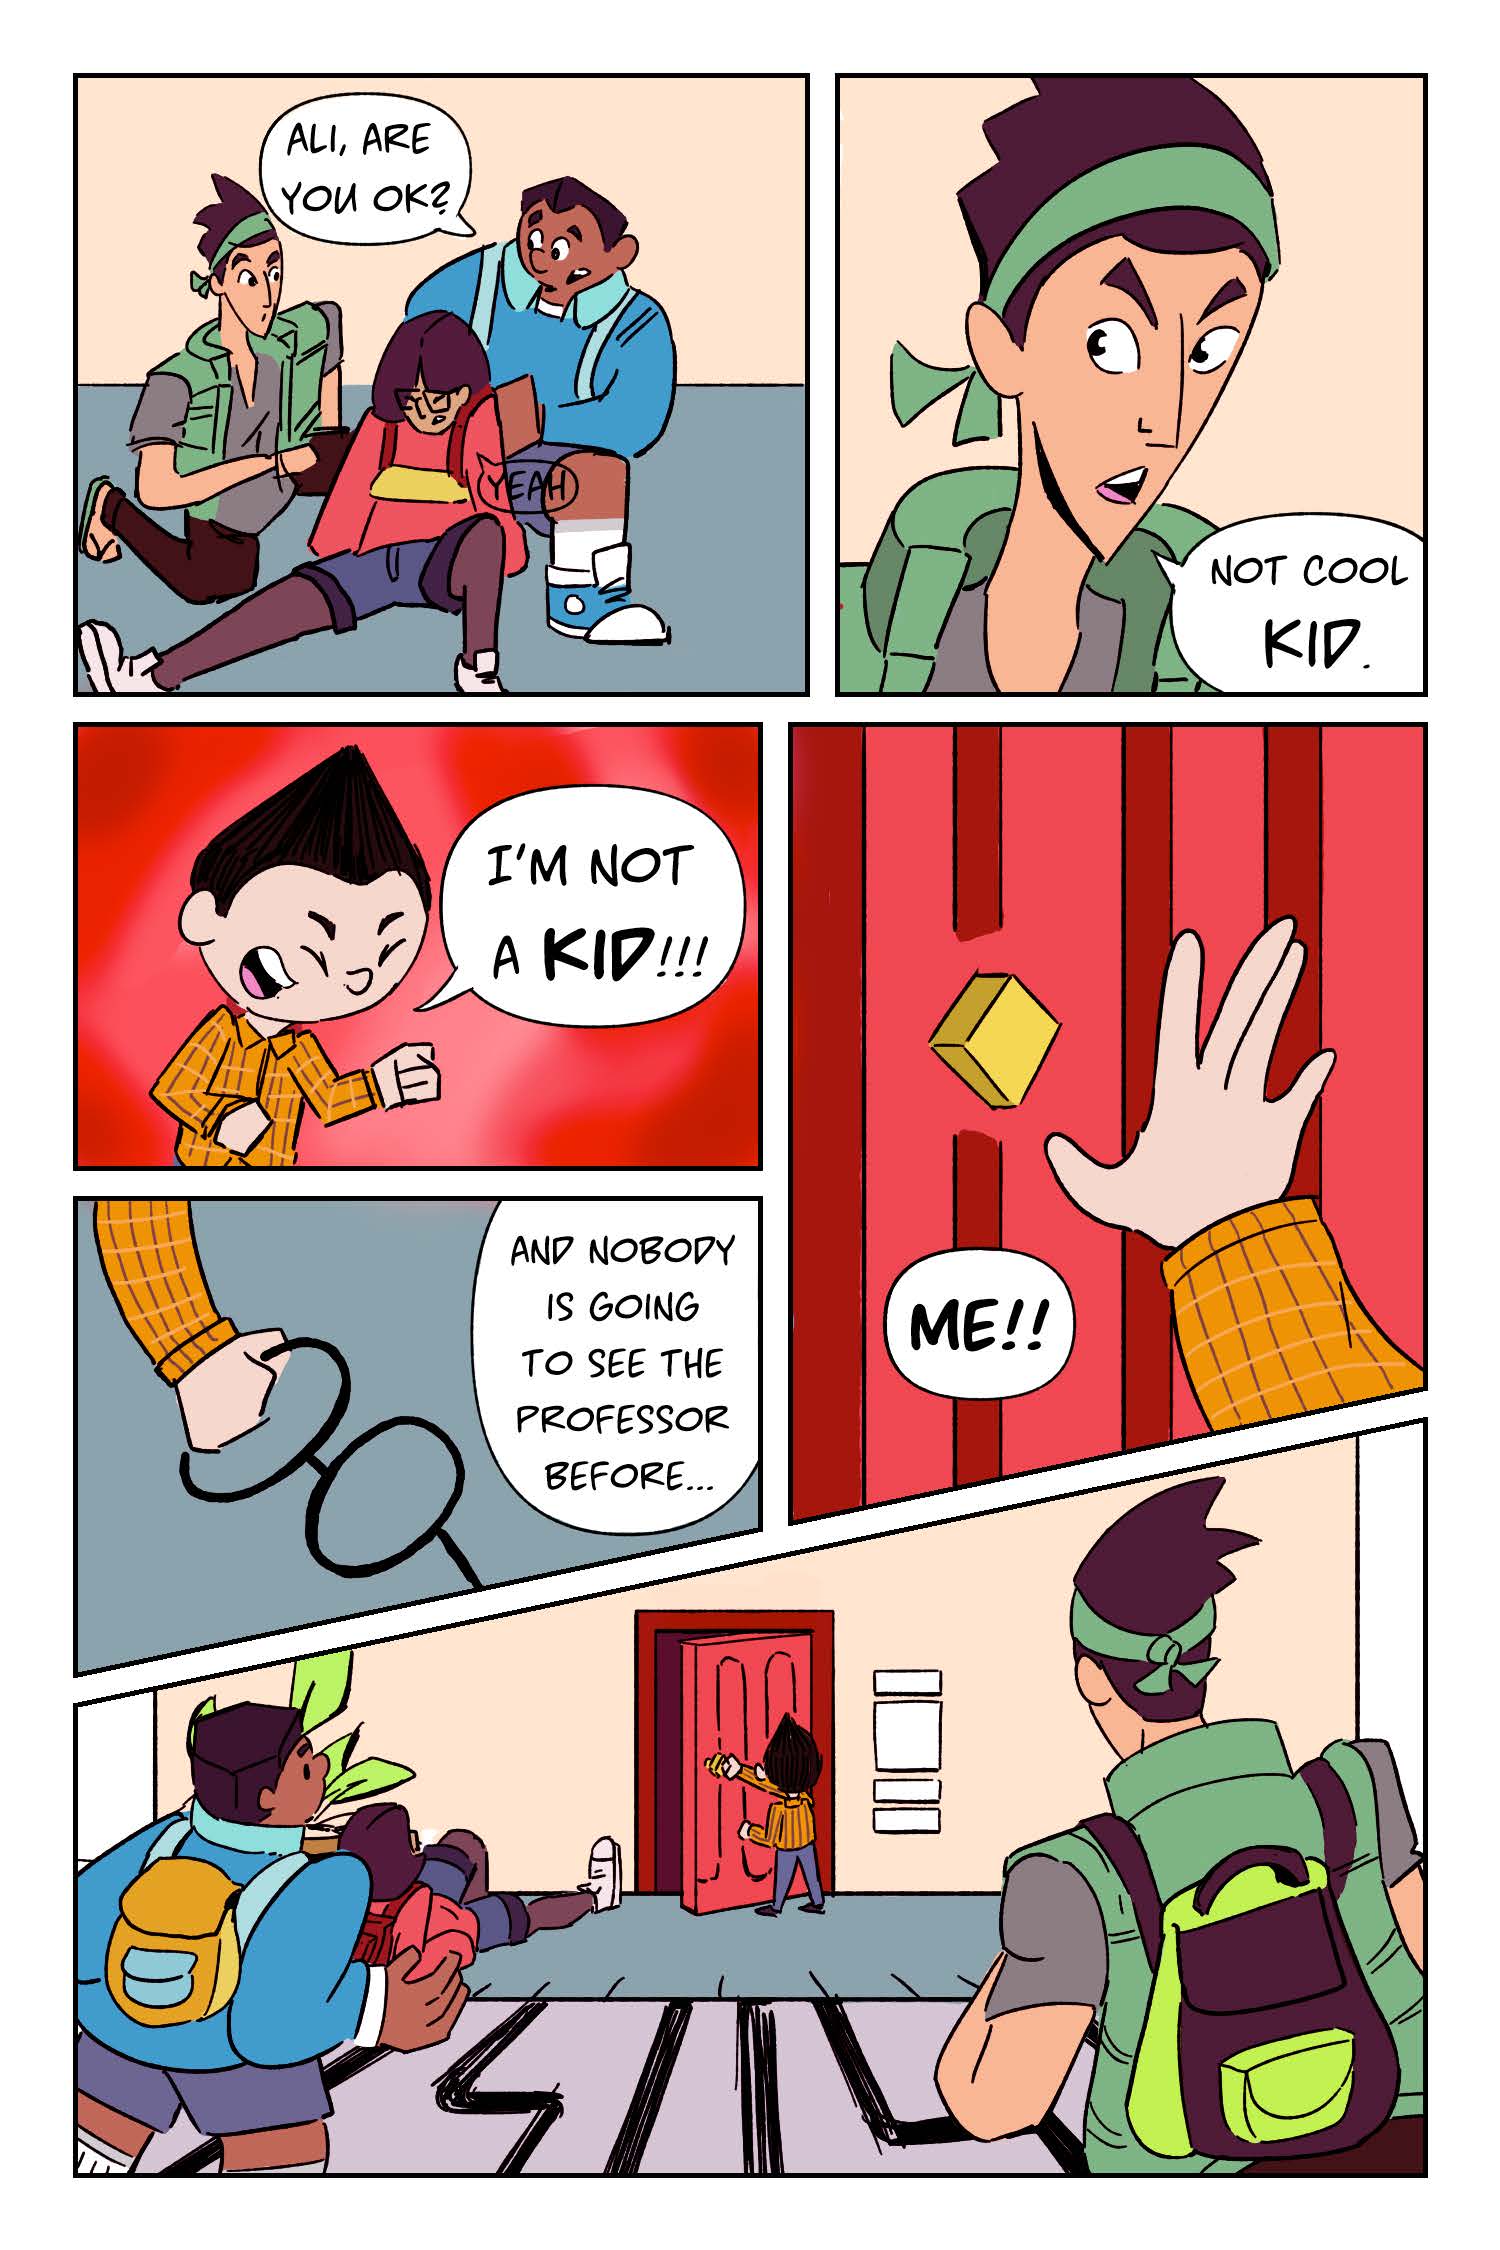 ALI, ARE
YOU OK?
YEAH
NOT COOL
KID.
I'M NOT
A KID!!!
AND NOBODY
IS GOING
TO SEE THE
PROFESSOR
BEFORE...
ME!!